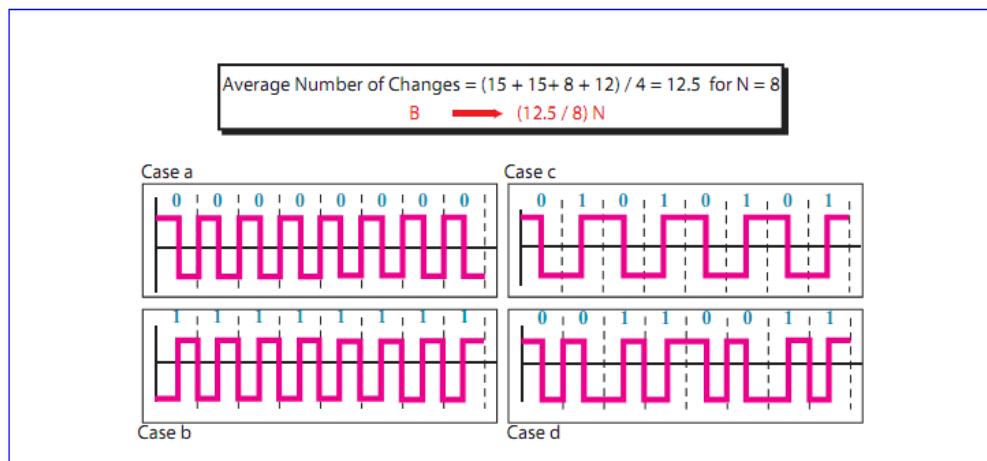 Average Number of Changes = (15 + 15+ 8 + 12) / 4 = 12.5 for N = 8
B (12.5 / 8) N
Case a
0 0 0 0 0 0 0 0
Case c
0 1 0 1 0 1 0 1
1 1 1 1 1 1 1 1
Case b
0 0 1 1 0 0 1 1
Case d